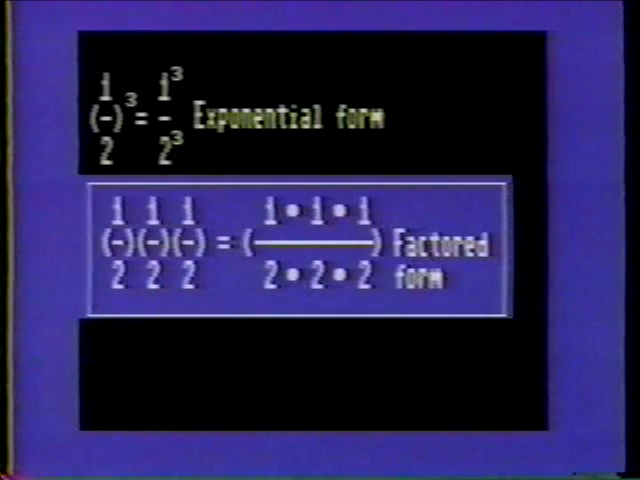 (1/2)³ = 1³/2³ Exponential form
(1/2)(1/2)(1/2) = (1•1•1/2•2•2) Factored form